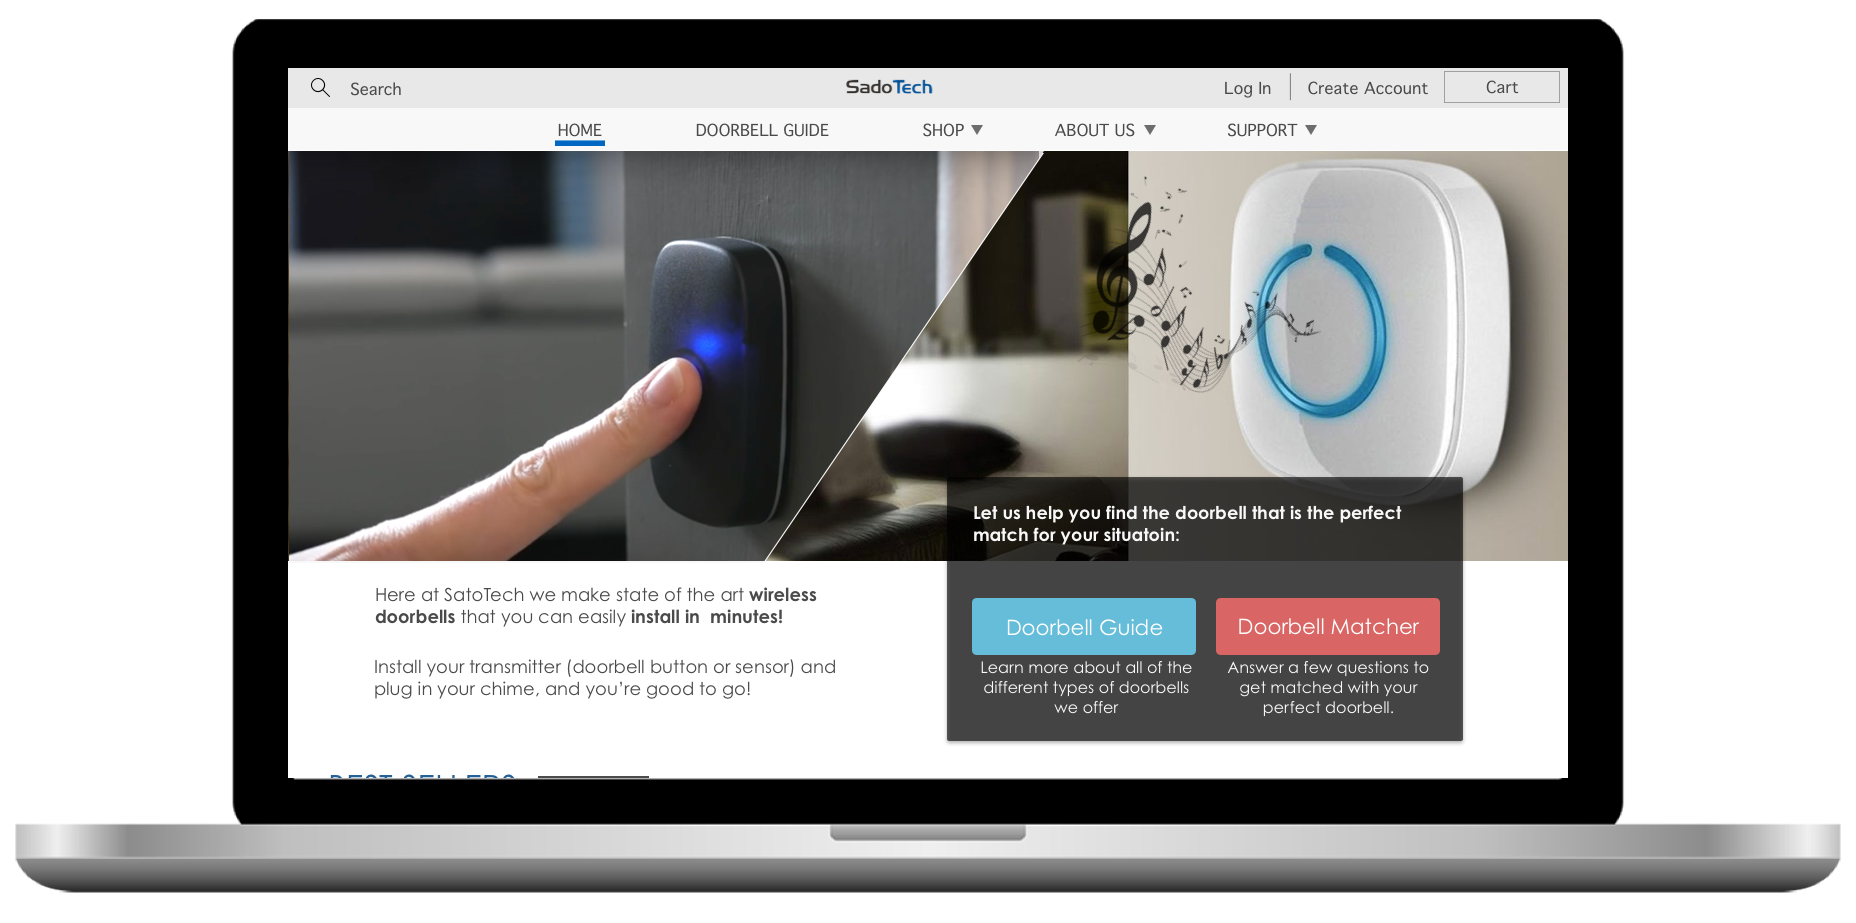 Search
SadoTech
Log In
Create Account
Cart
HOME
DOORBELL GUIDE
SHOP
ABOUT US
SUPPORT
Let us help you find the doorbell that is the perfect
match for your situatoin:
Here at SatoTech we make state of the art wireless
doorbells that you can easily install in minutes!
Install your transmitter (doorbell button or sensor) and
plug in your chime, and you're good to go!
Doorbell Guide
Learn more about all of the
different types of doorbells
we offer
Doorbell Matcher
Answer a few questions to
get matched with your
perfect doorbell.
BEST SELLERS